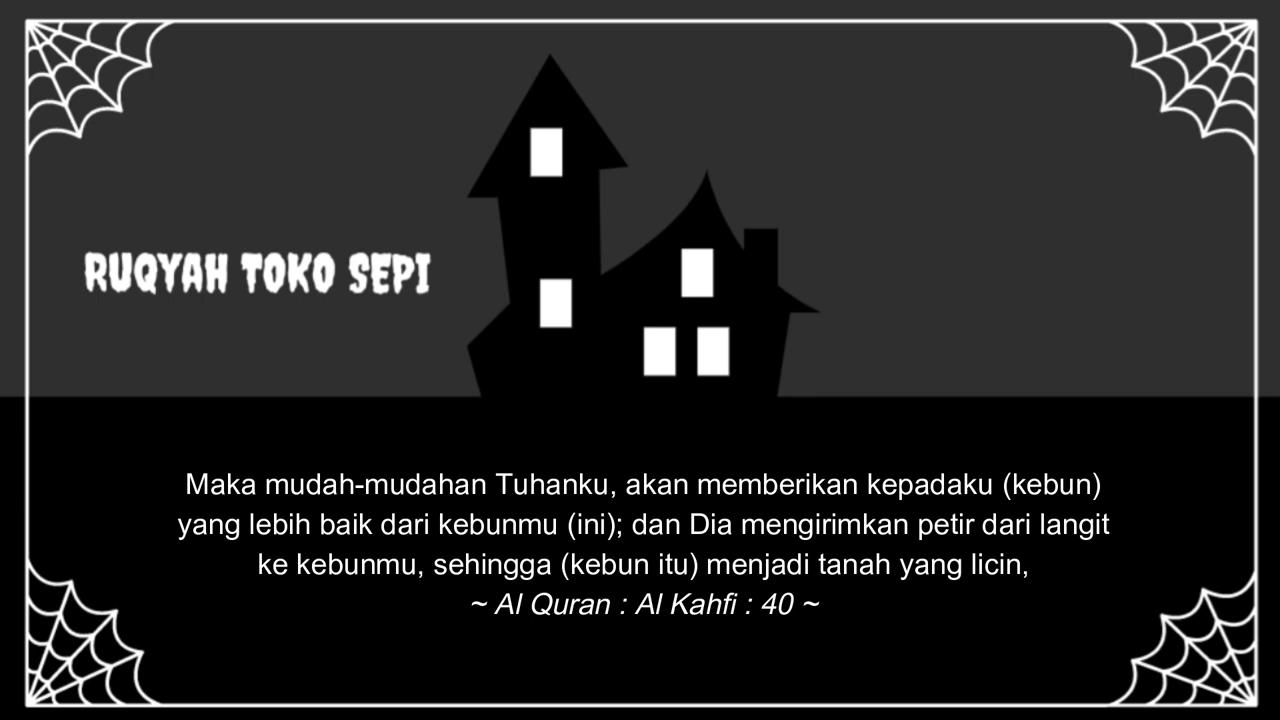 RUQYAH TOKO SEPI
Maka mudah-mudahan Tuhanku, akan memberikan kepadaku (kebun)
yang lebih baik dari kebunmu (ini); dan Dia mengirimkan petir dari langit
ke kebunmu, sehingga (kebun itu) menjadi tanah yang licin,
~ Al Quran : Al Kahfi : 40 ~